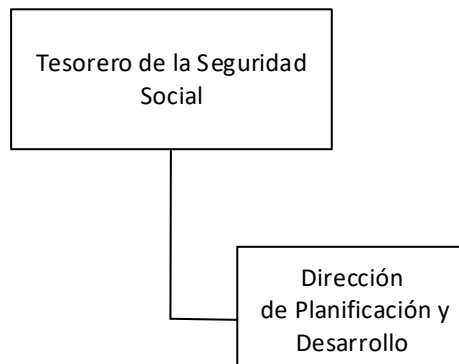 Tesorero de la Seguridad
Social
Dirección
de Planificación y
Desarrollo